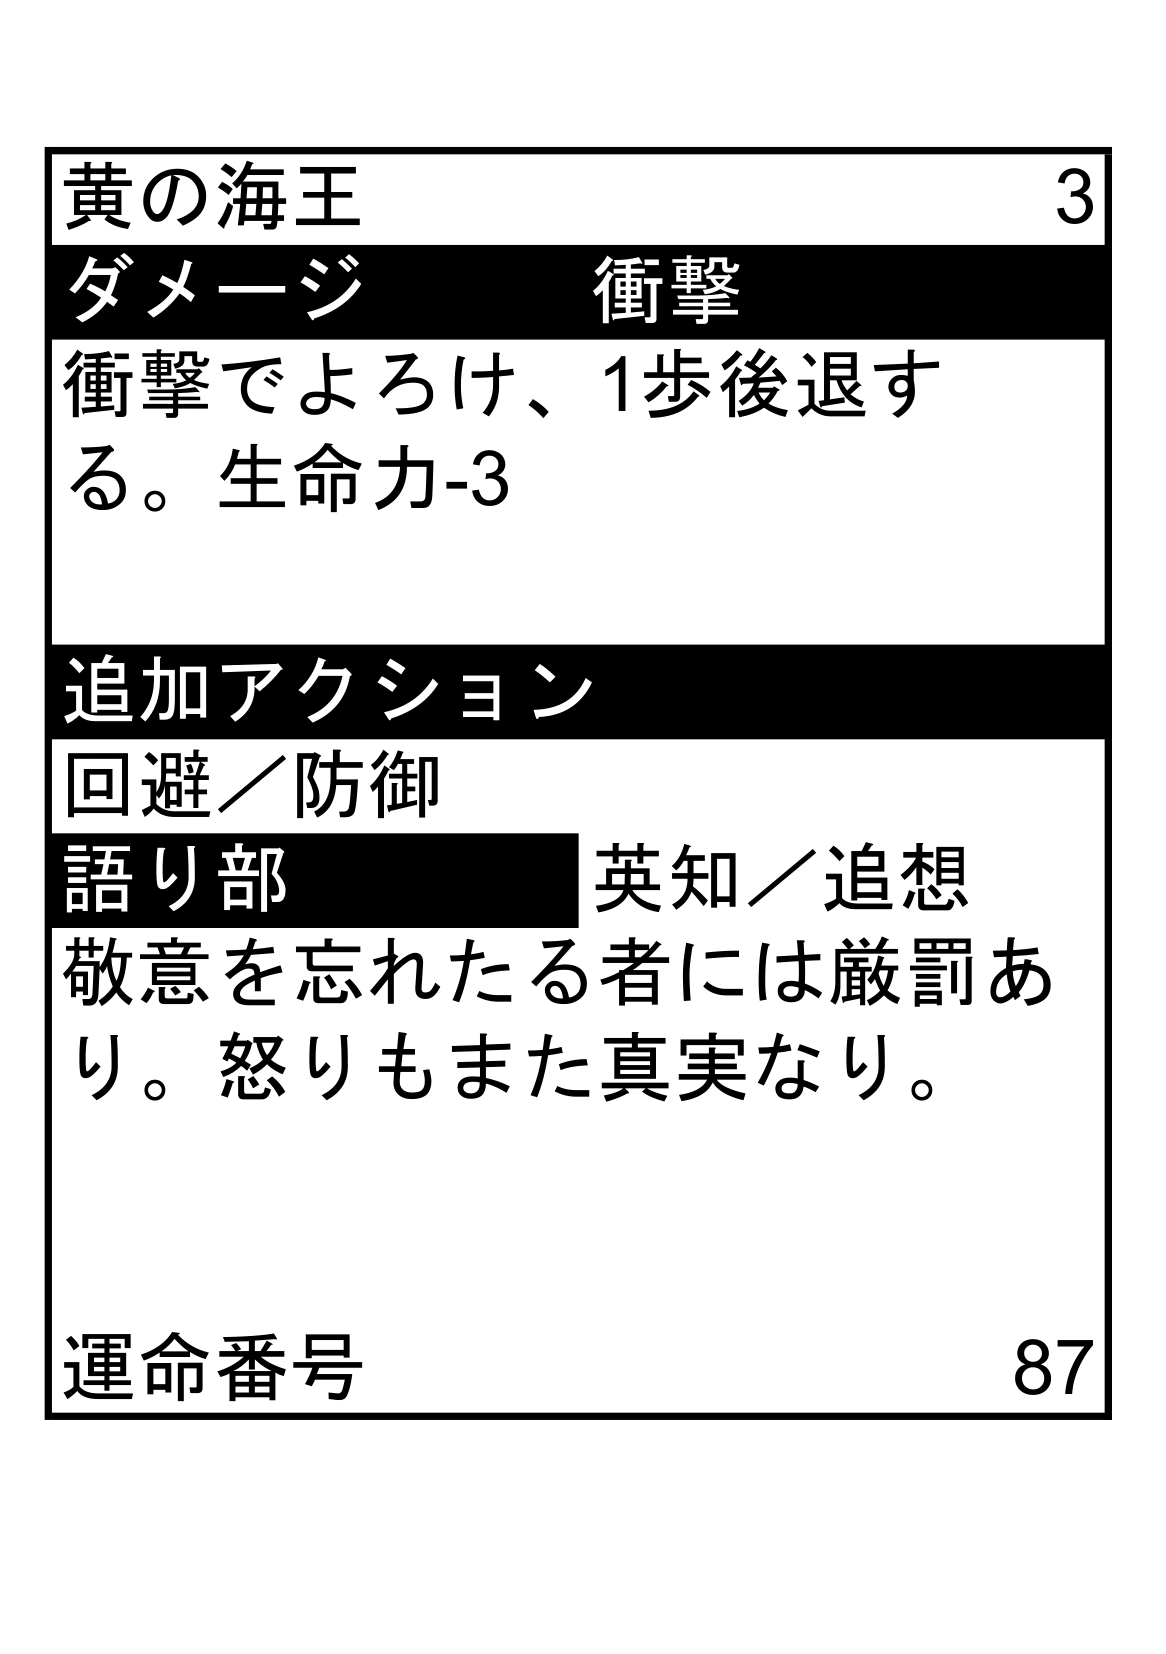 黄の海王 3
ダメージ 衝撃
衝撃でよろけ、1歩後退す
る。生命力-3
追加アクション
回避／防御
語り部 英知／追想
敬意を忘れたる者には厳罰あ
り。怒りもまた真実なり。
運命番号 87